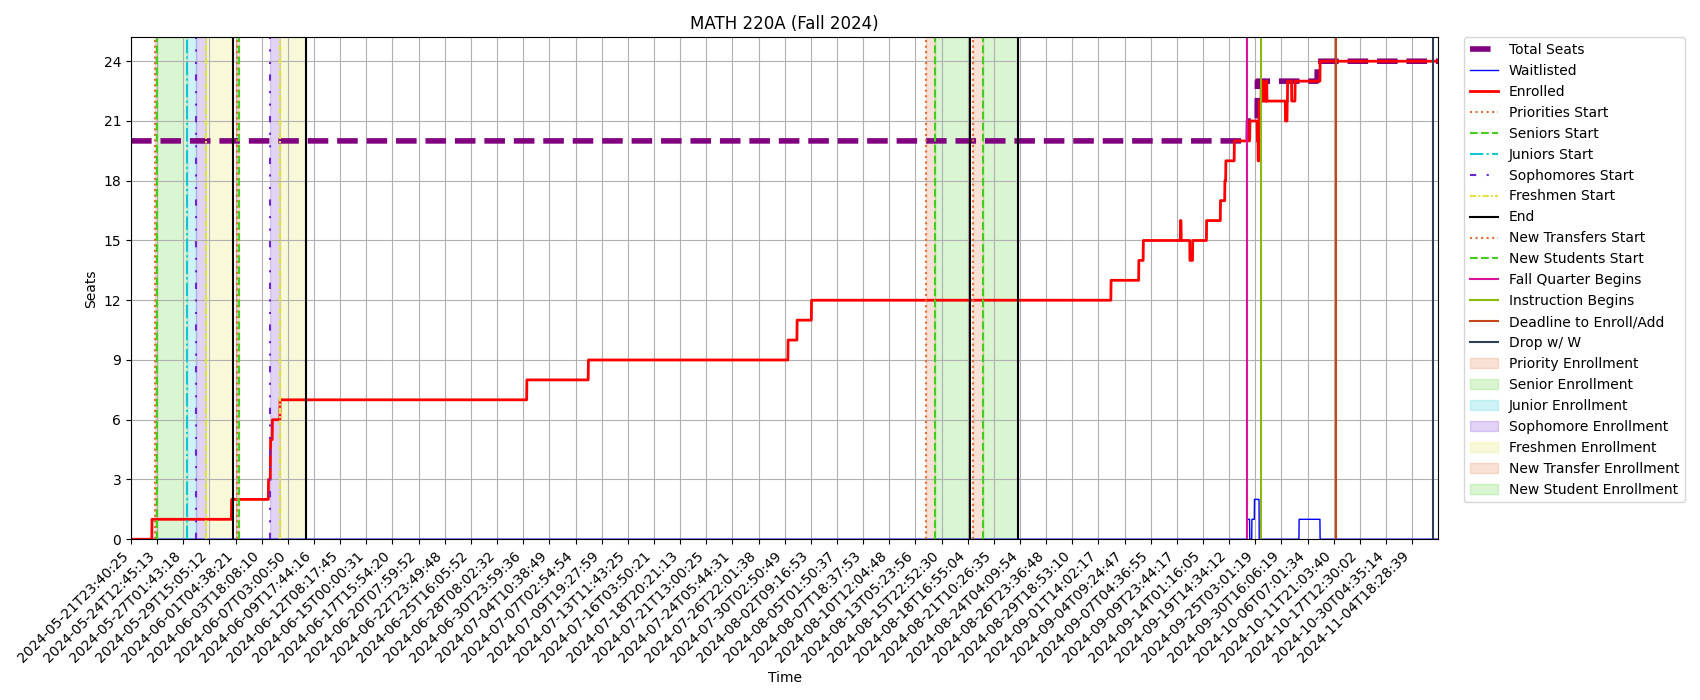 MATH 220A (Fall 2024)
Seats
24
21
18
15
12
9
6
3
0
2024-05-21T23:40:25
2024-05-24T12:45:13
2024-05-27T01:43:18
2024-05-29T15:05:12
2024-06-01T04:38:21
2024-06-03T18:08:10
2024-06-07T03:00:50
2024-06-09T17:44:16
2024-06-12T08:17:45
2024-06-15T00:00:31
2024-06-17T15:54:20
2024-06-20T07:59:52
2024-06-22T23:49:48
2024-06-25T16:05:52
2024-06-28T08:02:32
2024-06-30T23:59:36
2024-07-04T10:38:49
2024-07-07T02:54:54
2024-07-09T19:27:59
2024-07-13T11:43:25
2024-07-16T03:50:21
2024-07-18T20:21:13
2024-07-21T13:00:25
2024-07-24T05:44:31
2024-07-26T22:01:38
2024-07-30T02:50:49
2024-08-02T09:16:53
2024-08-05T01:50:37
2024-08-07T18:37:53
2024-08-10T12:04:48
2024-08-13T05:23:56
2024-08-15T22:52:30
2024-08-18T16:55:04
2024-08-21T10:26:35
2024-08-24T04:09:54
2024-08-26T23:36:48
2024-08-29T18:53:10
2024-09-01T14:02:17
2024-09-04T09:24:47
2024-09-07T04:36:55
2024-09-09T23:44:17
2024-09-14T01:16:05
2024-09-19T14:34:12
2024-09-25T03:01:19
2024-09-30T16:06:19
2024-10-06T07:01:34
2024-10-11T21:03:40
2024-10-17T12:30:02
2024-10-30T04:35:14
2024-11-04T18:28:39
Time
Total Seats
Waitlisted
Enrolled
Priorities Start
Seniors Start
Juniors Start
Sophomores Start
Freshmen Start
End
New Transfers Start
New Students Start
Fall Quarter Begins
Instruction Begins
Deadline to Enroll/Add
Drop w/ W
Priority Enrollment
Senior Enrollment
Junior Enrollment
Sophomore Enrollment
Freshmen Enrollment
New Transfer Enrollment
New Student Enrollment